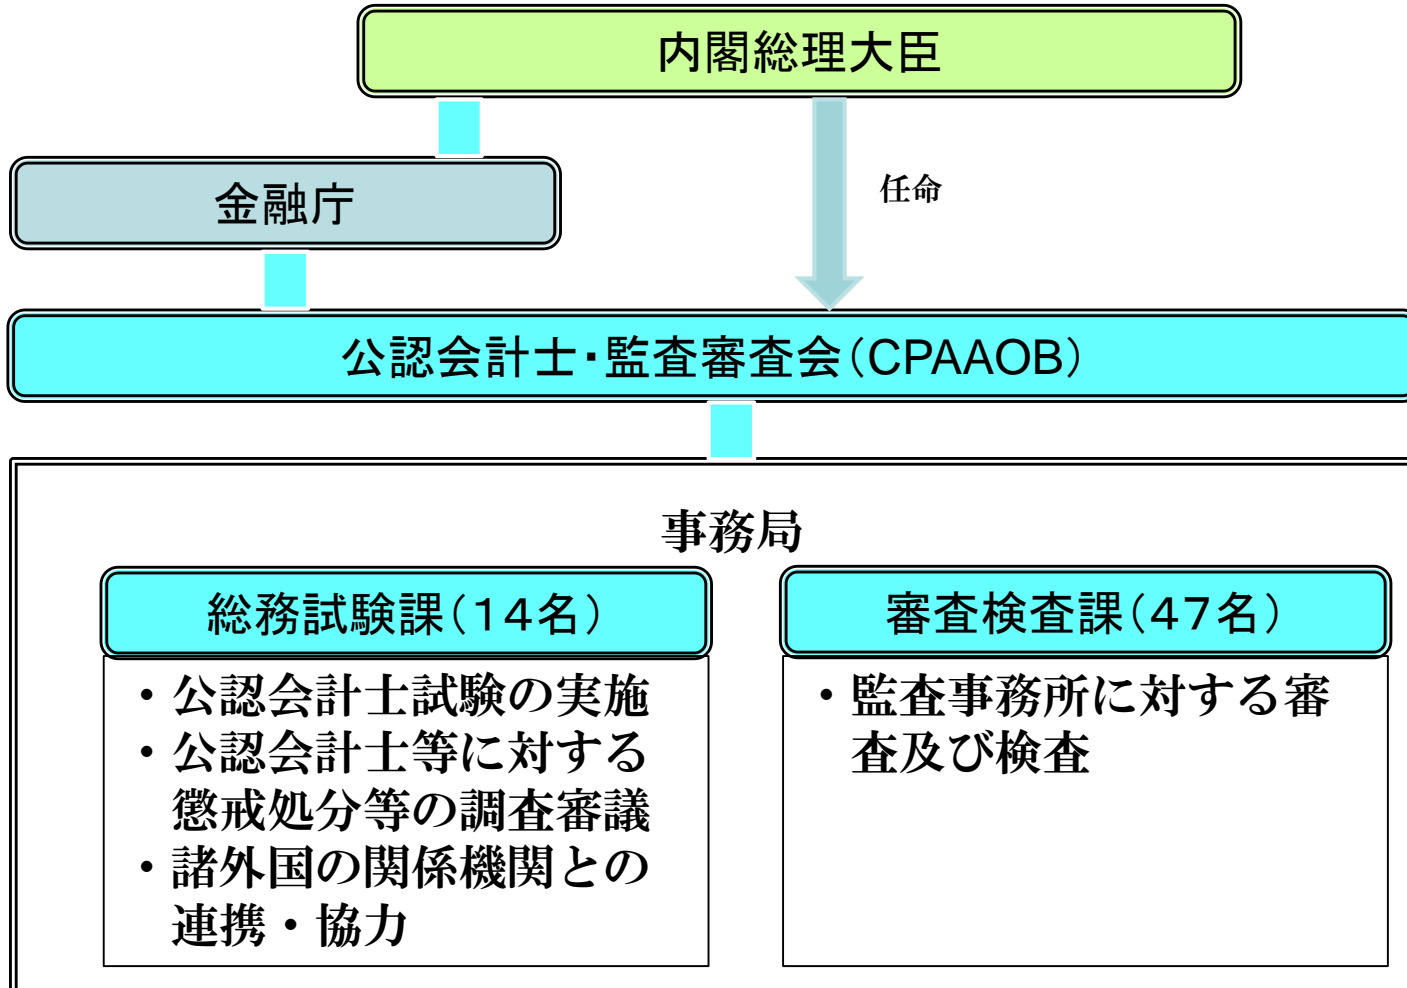 内閣総理大臣
金融庁
任命
公認会計士・監査審査会（CPAAOB）
事務局
総務試験課（１４名）
・公認会計士試験の実施
・公認会計士等に対する
懲戒処分等の調査審議
・諸外国の関係機関との
連携・協力
審査検査課（４７名）
・監査事務所に対する審
査及び検査